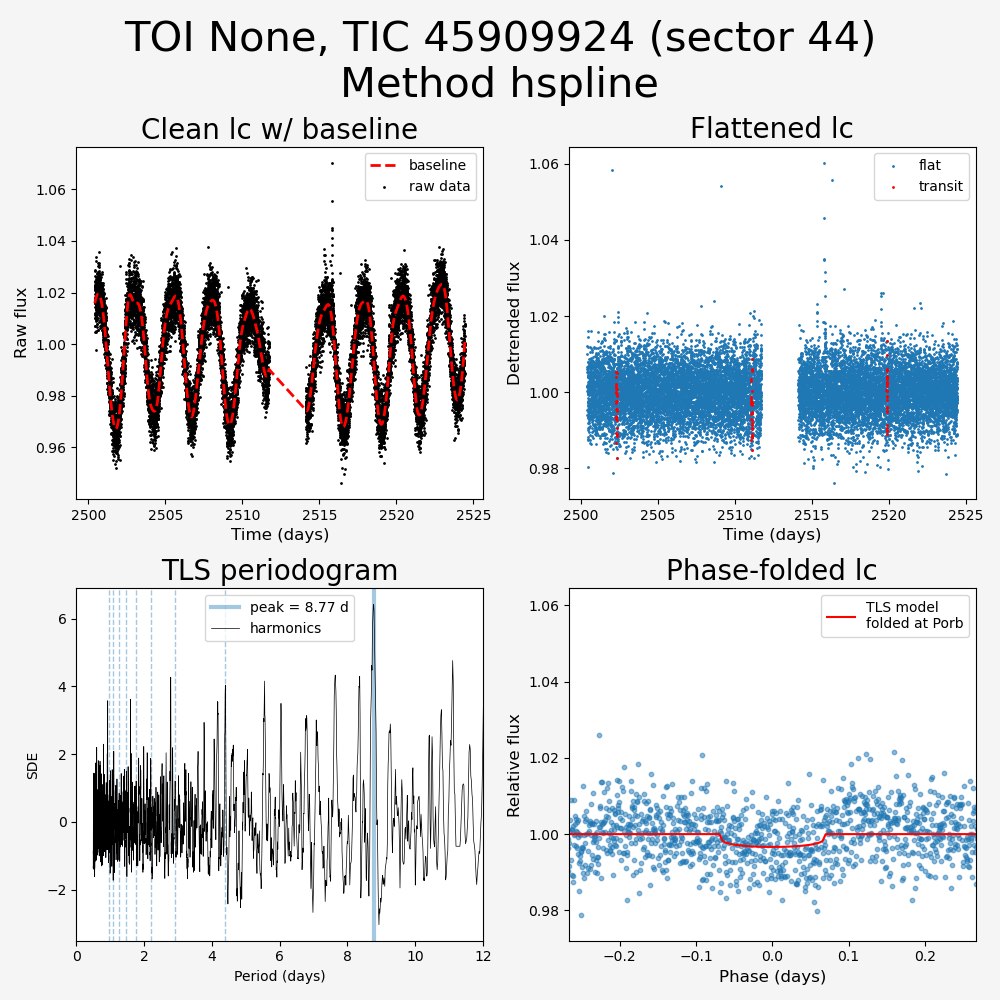 TOI None, TIC 45909924 (sector 44)
Method hspline
Clean lc w/ baseline
baseline
raw data
1.06
1.04
1.02
1.00
0.98
0.96
Raw flux
2500
2505
2510
2515
2520
2525
Time (days)
Flattened lc
flat
transit
1.06
1.04
1.02
1.00
0.98
Detrended flux
2500
2505
2510
2515
2520
2525
Time (days)
TLS periodogram
peak = 8.77 d
harmonics
6
4
2
0
−2
SDE
0
2
4
6
8
10
12
Period (days)
Phase-folded lc
TLS model
folded at Porb
1.06
1.04
1.02
1.00
0.98
Relative flux
−0.2
−0.1
0.0
0.1
0.2
Phase (days)